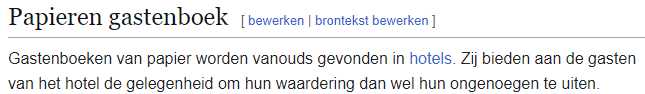 Papieren gastenboek [ bewerken | brontekst bewerken ]
Gastenboeken van papier worden vanouds gevonden in hotels. Zij bieden aan de gasten
van het hotel de gelegenheid om hun waardering dan wel hun ongenoegen te uiten.